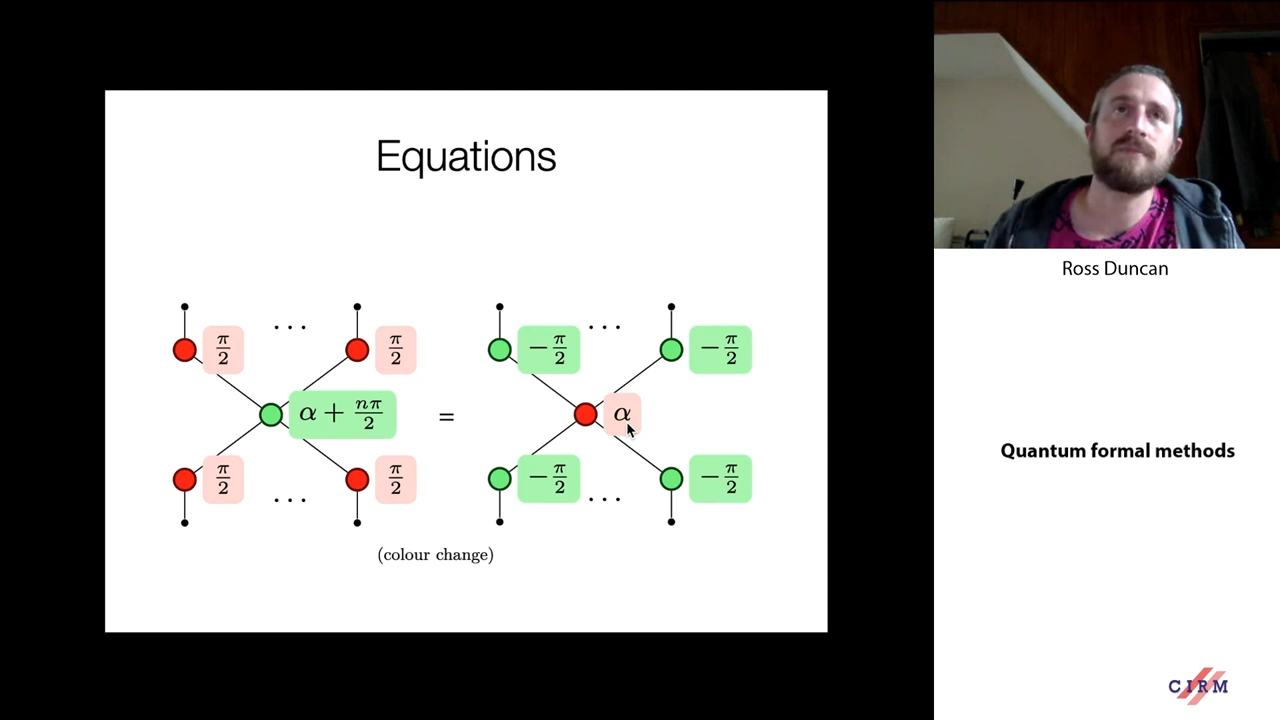 Equations
π/2 ... π/2 -π/2 ... -π/2
α + nπ/2 = α
π/2 ... π/2 -π/2 ... -π/2
(colour change)
Ross Duncan
Quantum formal methods
CIRM